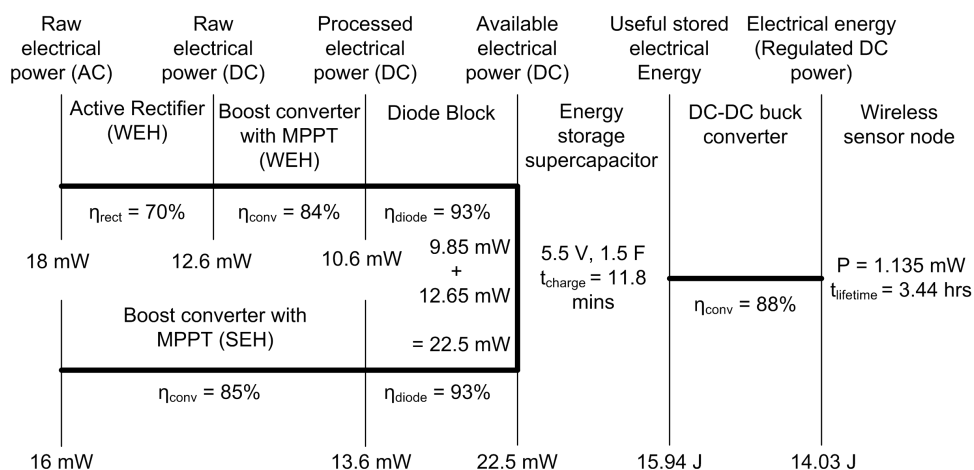 Raw
electrical
power (AC)
Raw
electrical
power (DC)
Processed
electrical
power (DC)
Available
electrical
power (DC)
Useful stored
electrical
Energy
Electrical energy
(Regulated DC
power)
Active Rectifier
(WEH)
Boost converter
with MPPT
(WEH)
Diode Block
Energy
storage
supercapacitor
DC-DC buck
converter
Wireless
sensor node
ηrect = 70%
ηconv = 84%
ηdiode = 93%
18 mW
12.6 mW
10.6 mW
9.85 mW
+
12.65 mW
= 22.5 mW
5.5 V, 1.5 F
tcharge = 11.8
mins
ηconv = 88%
P = 1.135 mW
tlifetime = 3.44 hrs
Boost converter with
MPPT (SEH)
ηconv = 85%
ηdiode = 93%
16 mW
13.6 mW
22.5 mW
15.94 J
14.03 J